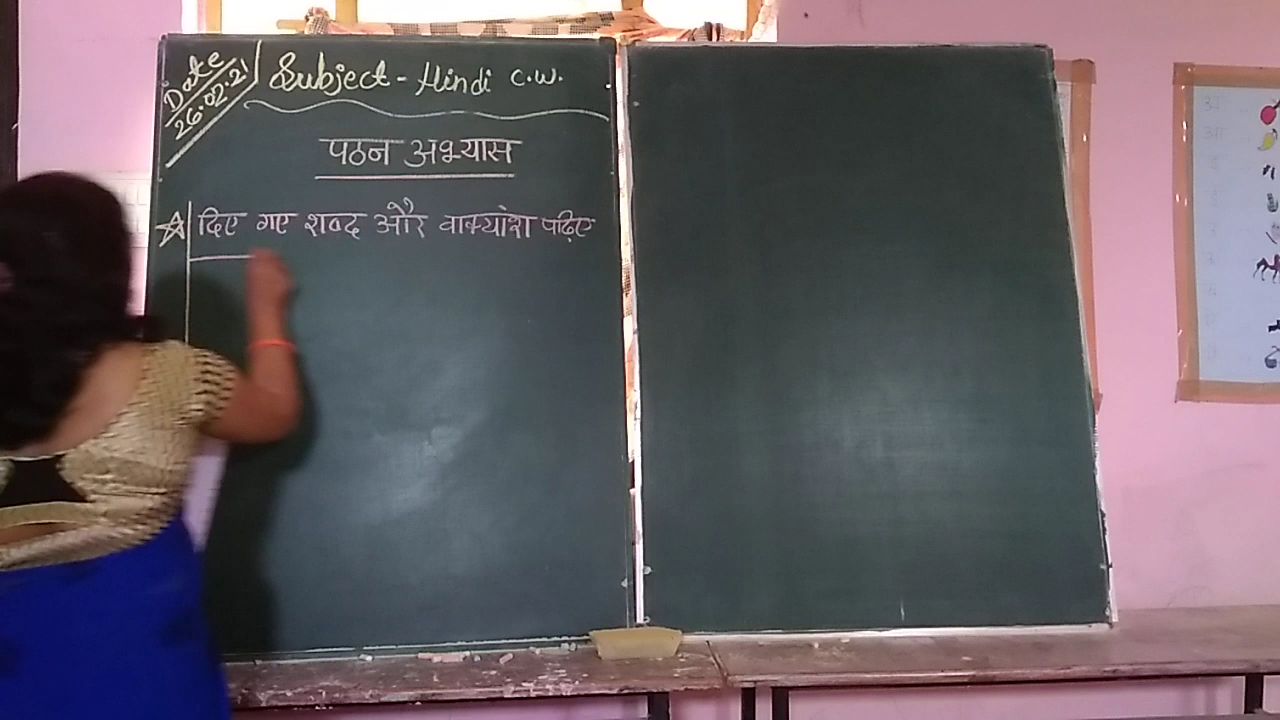 Date
26.02.21
Subject - Hindi C.W.
पठन अभ्यास
दिए गए शब्द और वाक्यांश पढ़िए